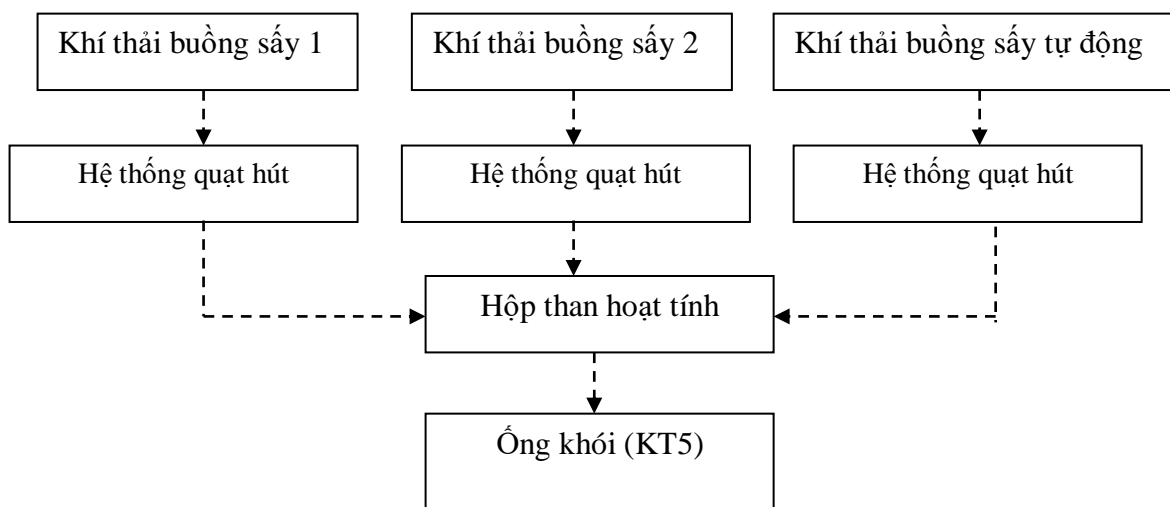 Khí thải buồng sấy 1
Khí thải buồng sấy 2
Khí thải buồng sấy tự động
Hệ thống quạt hút
Hệ thống quạt hút
Hệ thống quạt hút
Hộp than hoạt tính
Ống khói (KT5)